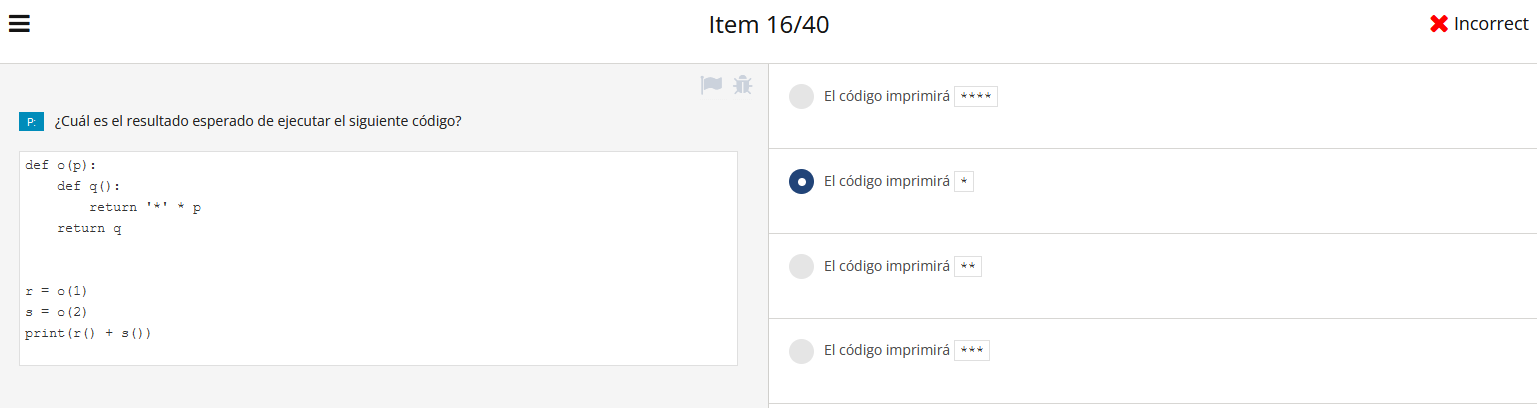 Item 16/40
Incorrect
P: ¿Cuál es el resultado esperado de ejecutar el siguiente código?
def o(p):
    def q():
        return '*' * p
    return q
r = o(1)
s = o(2)
print(r() + s())
El código imprimirá ****
El código imprimirá *
El código imprimirá **
El código imprimirá ***